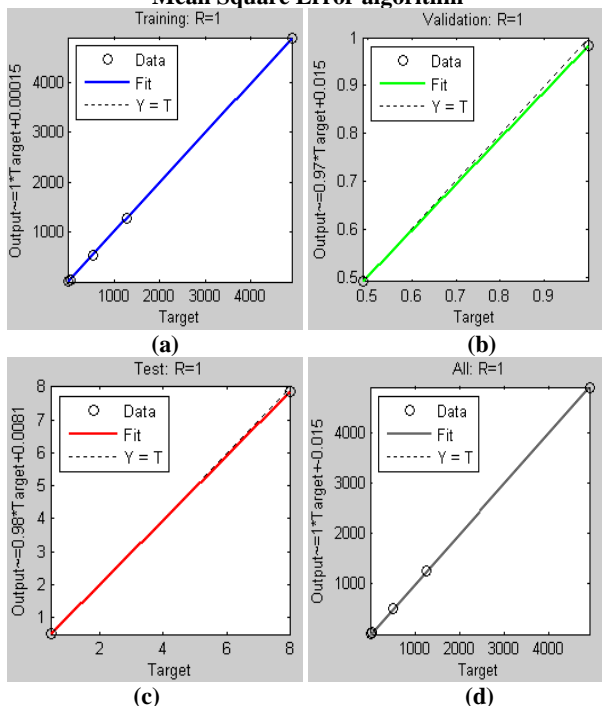 Mean Square Error algorithm
Training: R=1
Output~=1*Target+0.00015
4000
3000
2000
1000
Data
Fit
Y = T
1000 2000 3000 4000
Target
(a)
Validation: R=1
Output~=0.97*Target+0.015
1
0.9
0.8
0.7
0.6
0.5
Data
Fit
Y = T
0.5 0.6 0.7 0.8 0.9
Target
(b)
Test: R=1
Output~=0.98*Target+0.0081
8
7
6
5
4
3
2
1
Data
Fit
Y = T
2 4 6 8
Target
(c)
All: R=1
Output~=1*Target+-0.015
4000
3000
2000
1000
Data
Fit
Y = T
1000 2000 3000 4000
Target
(d)